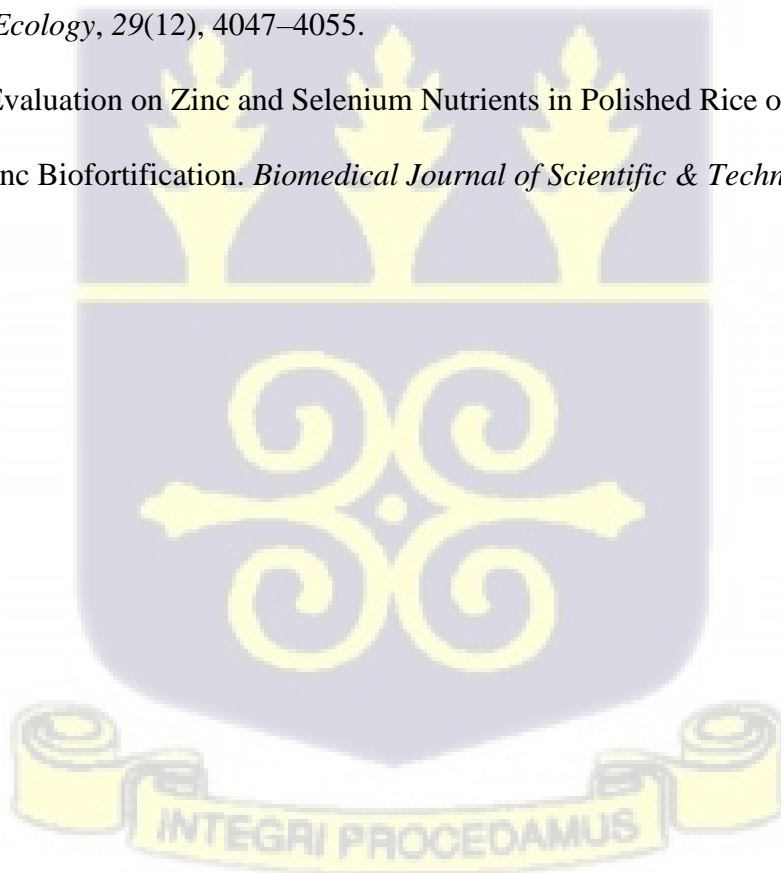 Ecology, 29(12), 4047–4055.
Evaluation on Zinc and Selenium Nutrients in Polished Rice o
nc Biofortification. Biomedical Journal of Scientific & Techn
INTEGRI PROCEDAMUS